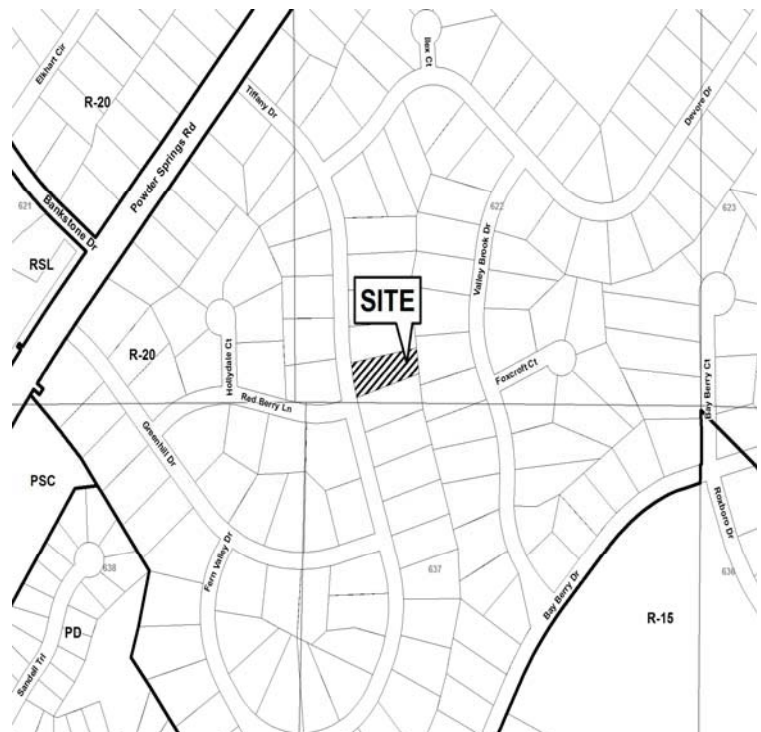 Ilex Ct
Elkhart Cir
R-20
Tiffany Dr
Devore Dr
Powder Springs Rd
621
Bankstone Dr
622
623
Valley Brook Dr
RSL
SITE
R-20
Hollydale Ct
Foxcroft Ct
Bay Berry Ct
Red Berry Ln
Greenhill Dr
PSC
Roxboro Dr
Fern Valley Dr
638
637
636
Bay Berry Dr
R-15
PD
Sandell Trl